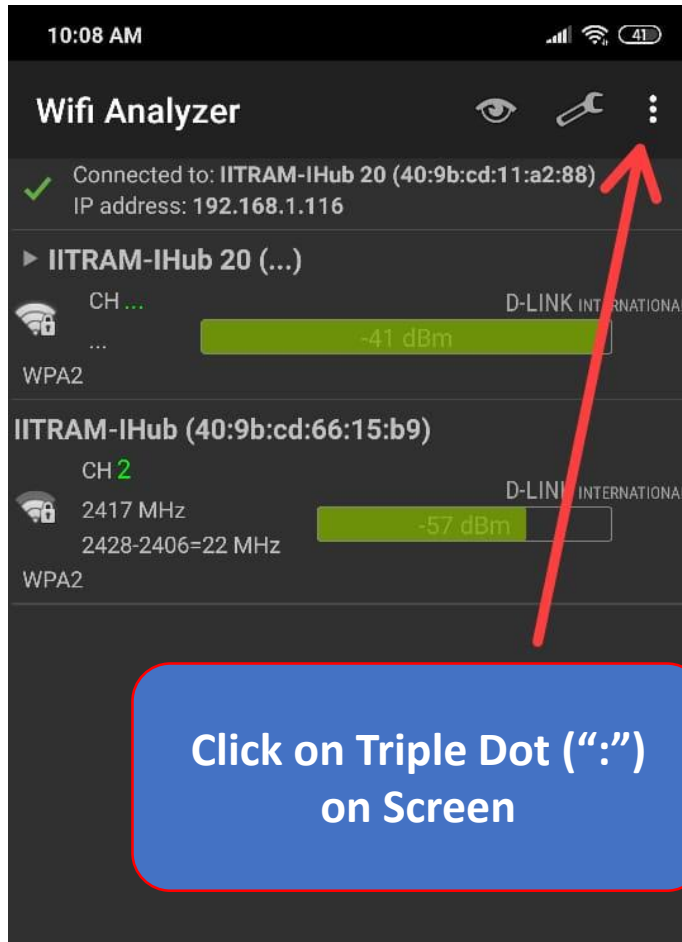 10:08 AM
41
Wifi Analyzer
Connected to: IITRAM-IHub 20 (40:9b:cd:11:a2:88)
IP address: 192.168.1.116
IITRAM-IHub 20 (...)
CH ...
D-LINK INTERNATIONA
... -41 dBm
WPA2
IITRAM-IHub (40:9b:cd:66:15:b9)
CH 2
D-LINK INTERNATIONA
2417 MHz
-57 dBm
2428-2406=22 MHz
WPA2
Click on Triple Dot (“:”)
on Screen